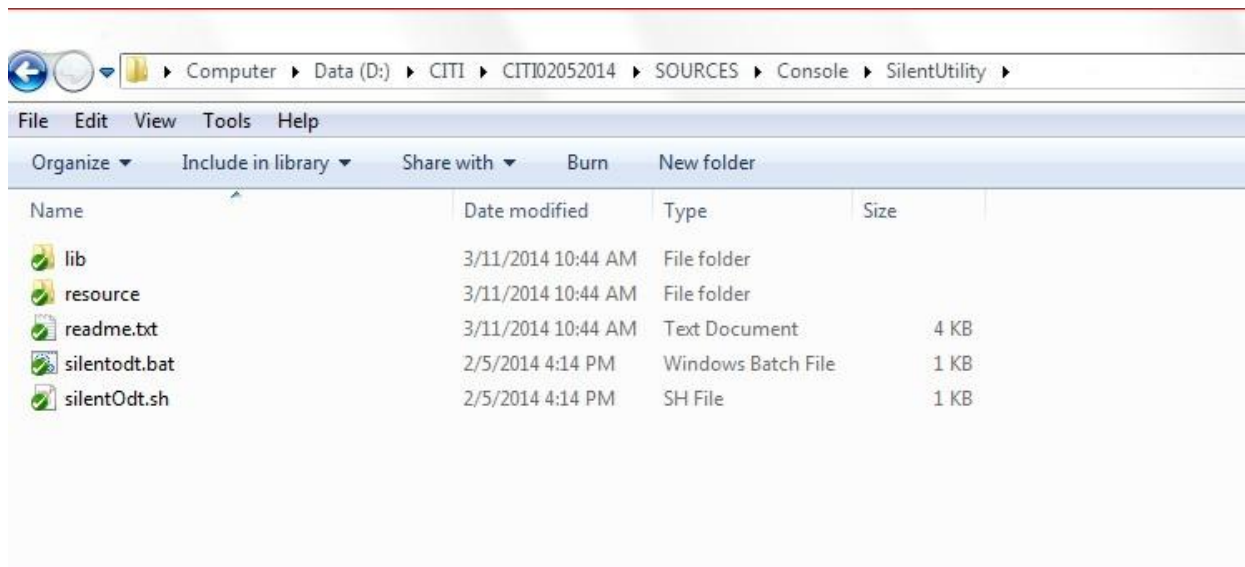 Computer Data (D:) CITI CITI02052014 SOURCES Console SilentUtility
File Edit View Tools Help
Organize Include in library Share with Burn New folder
Name Date modified Type Size
lib 3/11/2014 10:44 AM File folder
resource 3/11/2014 10:44 AM File folder
readme.txt 3/11/2014 10:44 AM Text Document 4 KB
silentodt.bat 2/5/2014 4:14 PM Windows Batch File 1 KB
silentOdt.sh 2/5/2014 4:14 PM SH File 1 KB